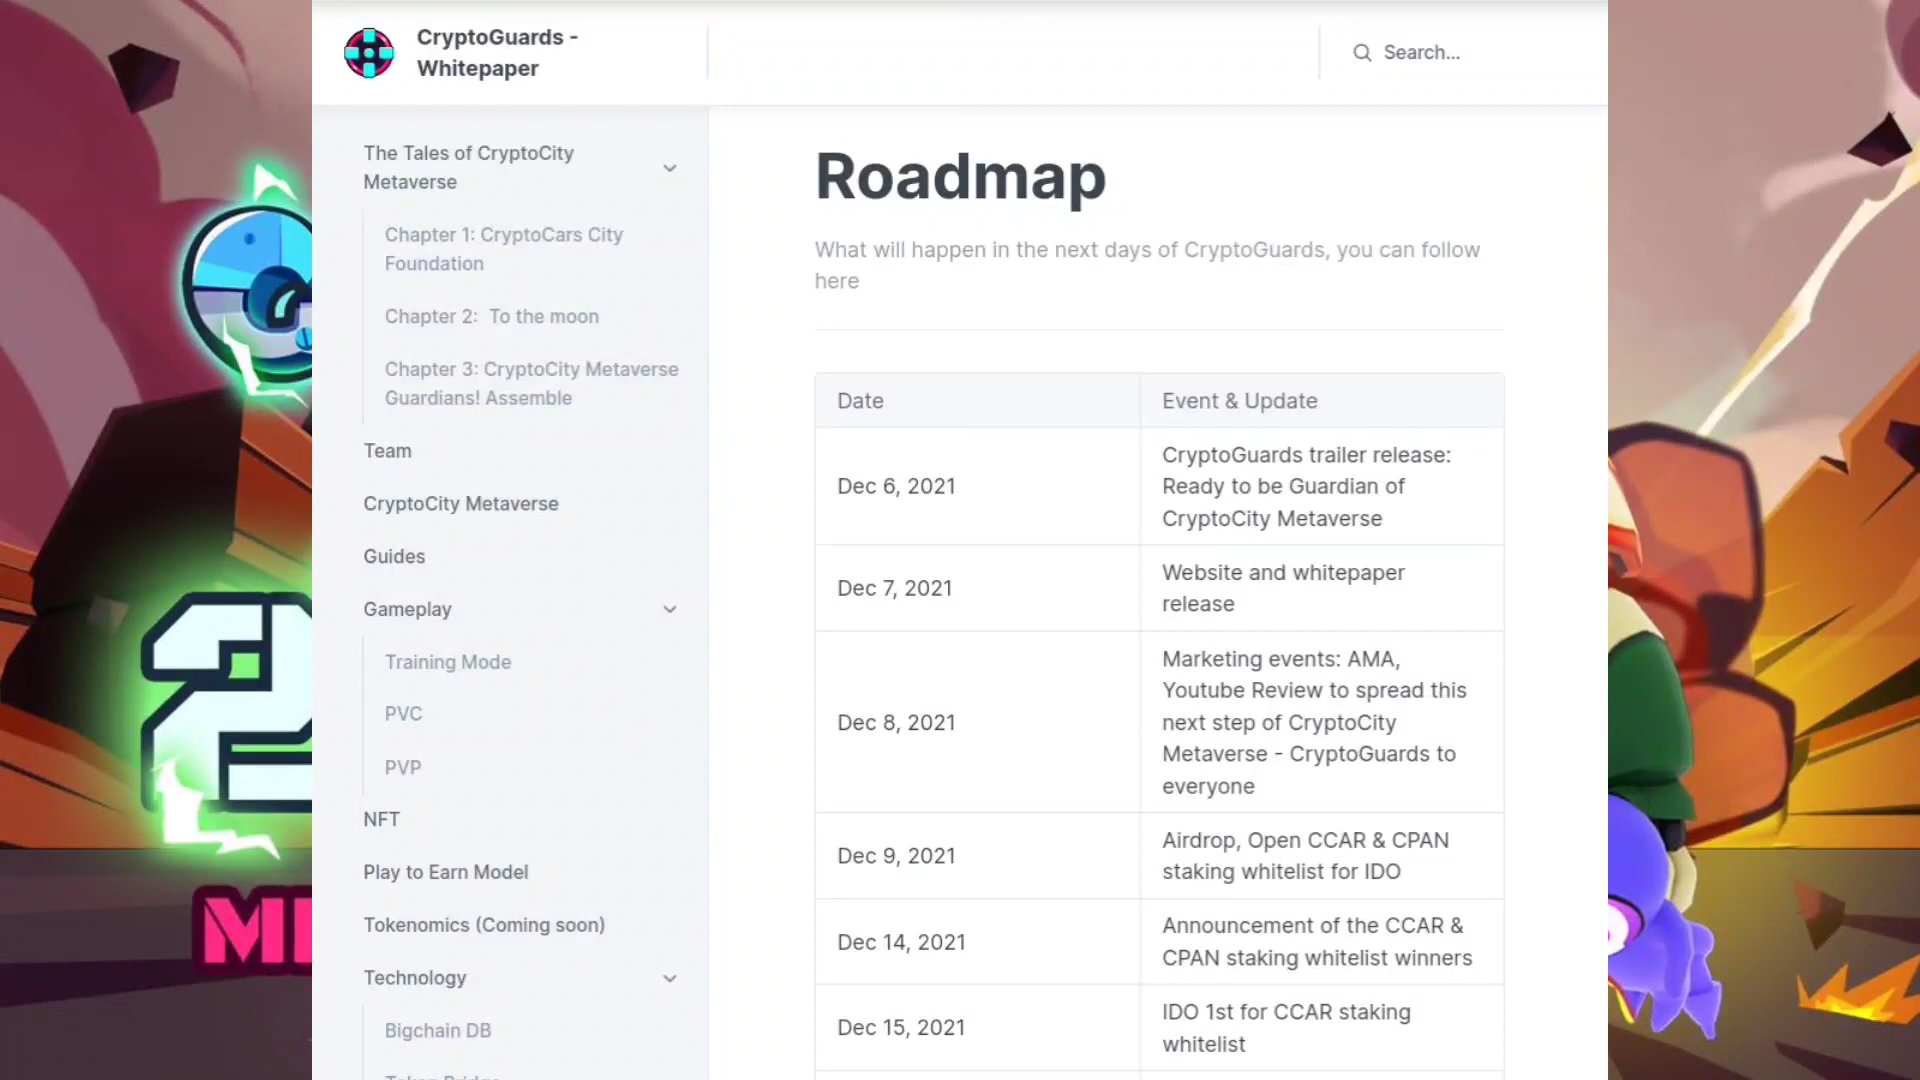 CryptoGuards -
Whitepaper
Search...
The Tales of CryptoCity
Metaverse
Chapter 1: CryptoCars City
Foundation
Chapter 2:  To the moon
Chapter 3: CryptoCity Metaverse
Guardians! Assemble
Team
CryptoCity Metaverse
Guides
Gameplay
Training Mode
PVC
PVP
NFT
Play to Earn Model
Tokenomics (Coming soon)
Technology
Bigchain DB
Roadmap
What will happen in the next days of CryptoGuards, you can follow
here
Date
Event & Update
Dec 6, 2021
CryptoGuards trailer release:
Ready to be Guardian of
CryptoCity Metaverse
Dec 7, 2021
Website and whitepaper
release
Dec 8, 2021
Marketing events: AMA,
Youtube Review to spread this
next step of CryptoCity
Metaverse - CryptoGuards to
everyone
Dec 9, 2021
Airdrop, Open CCAR & CPAN
staking whitelist for IDO
Dec 14, 2021
Announcement of the CCAR &
CPAN staking whitelist winners
Dec 15, 2021
IDO 1st for CCAR staking
whitelist
2